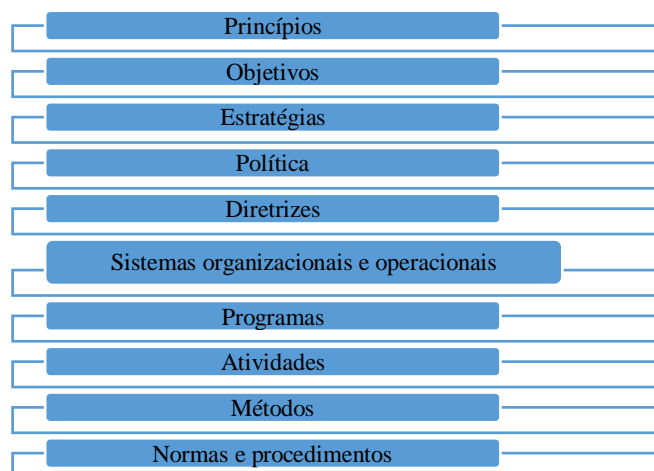 Princípios
Objetivos
Estratégias
Política
Diretrizes
Sistemas organizacionais e operacionais
Programas
Atividades
Métodos
Normas e procedimentos